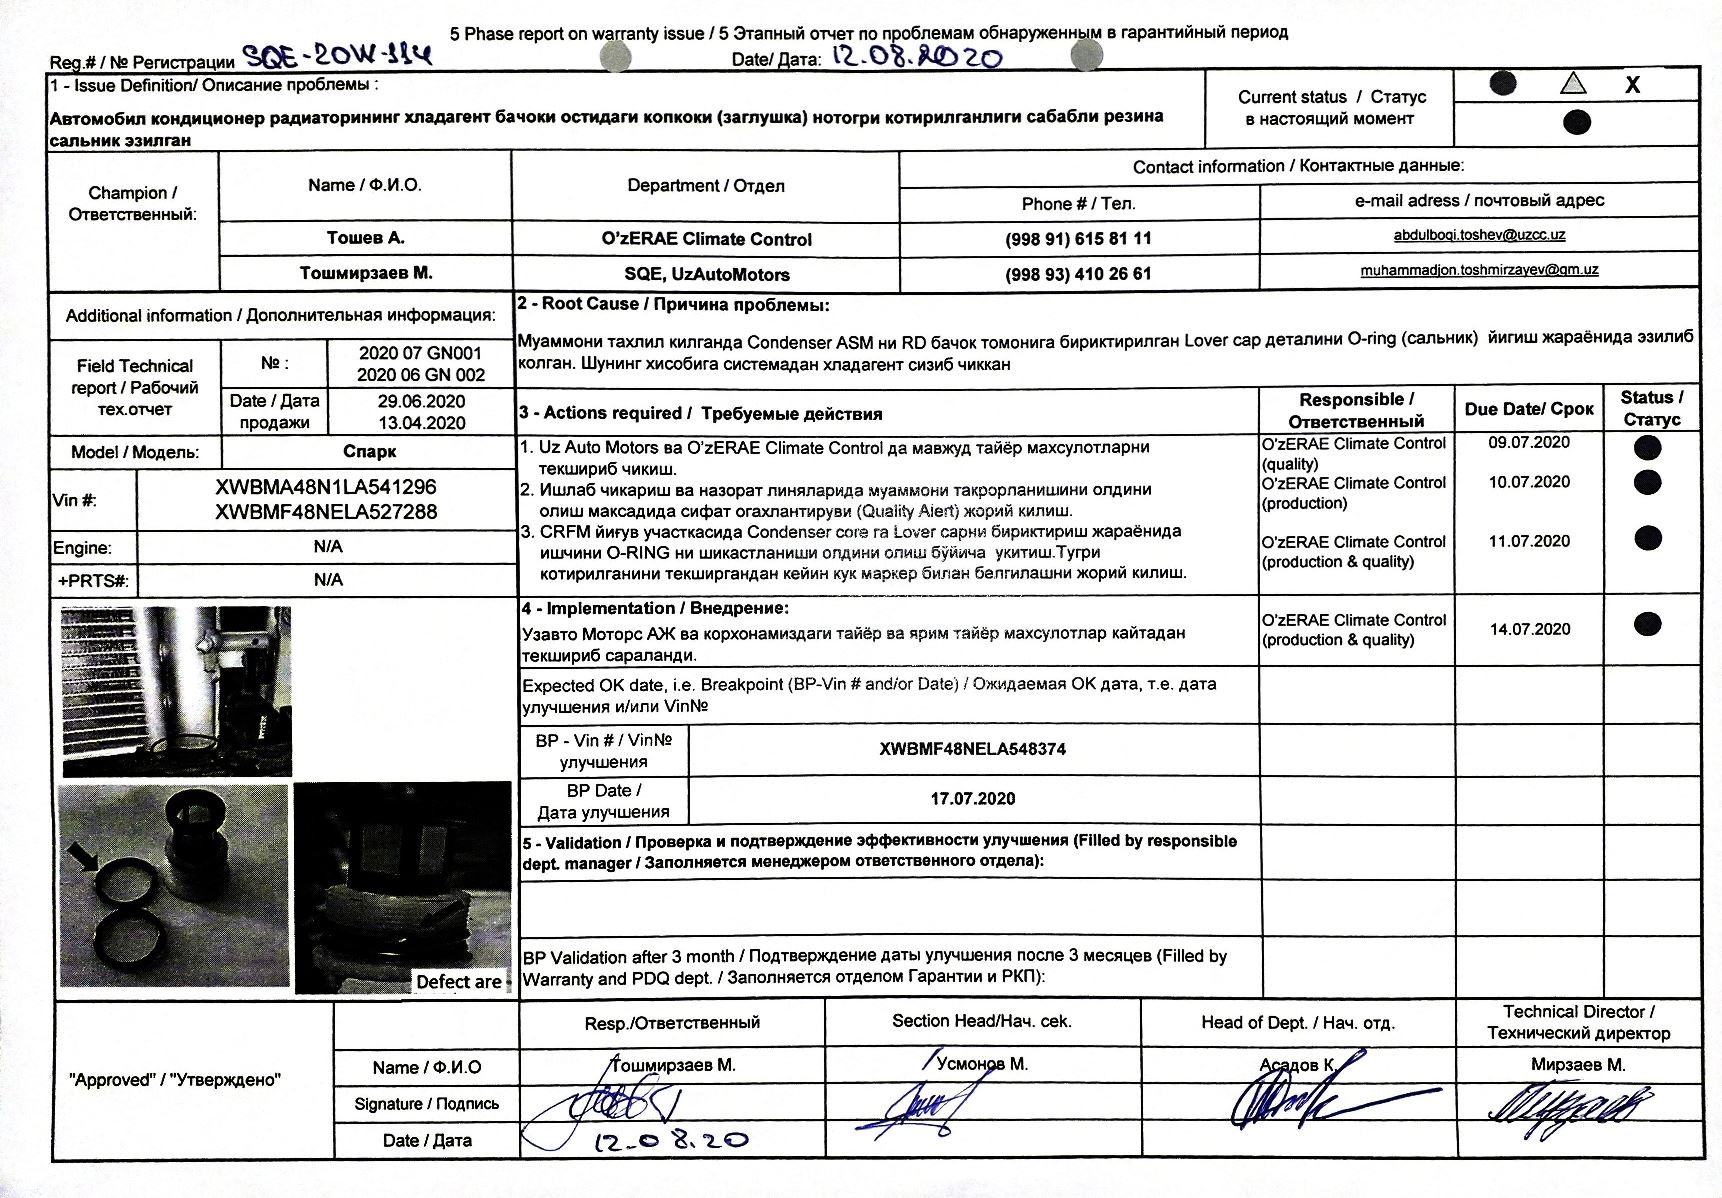 5 Phase report on warranty issue / 5 Этапный отчет по проблемам обнаруженным в гарантийный период
Reg.# / № Регистрации SQE-20W-114 Date/ Дата: 12.08.2020
1 - Issue Definition/ Описание проблемы :
Автомобил кондиционер радиаторининг хладагент бачоки остидаги копкоки (заглушка) нотогри котирилганлиги сабабли резина
сальник эзилган
Current status / Статус
в настоящий момент
X
Champion /
Ответственный:
Name / Ф.И.О.
Department / Отдел
Contact information / Контактные данные:
Phone # / Тел.
e-mail adress / почтовый адрес
Тошев А.
O'zERAE Climate Control
(998 91) 615 81 11
abdulboqi.toshev@uzcc.uz
Тошмирзаев М.
SQE, UzAutoMotors
(998 93) 410 26 61
muhammadjon.toshmirzayev@gm.uz
Additional information / Дополнительная информация:
Field Technical
report / Рабочий
тех.отчет
№ :
2020 07 GN001
2020 06 GN 002
Date / Дата
продажи
29.06.2020
13.04.2020
Model / Модель:
Спарк
Vin #:
XWBMA48N1LA541296
XWBMF48NELA527288
Engine:
N/A
+PRTS#:
N/A
Defect are
2 - Root Cause / Причина проблемы:
Муаммони тахлил килганда Condenser ASM ни RD бачок томонига бириктирилган Lover cap деталини O-ring (сальник) йигиш жараёнида эзилиб
колган. Шунинг хисобига системадан хладагент сизиб чиккан
3 - Actions required / Требуемые действия
Responsible /
Ответственный
Due Date/ Срок
Status /
Статус
1. Uz Auto Motors ва O'zERAE Climate Control да мавжуд тайёр махсулотларни
текшириб чикиш.
O'zERAE Climate Control
(quality)
09.07.2020
2. Ишлаб чикариш ва назорат линяларида муаммони такрорланишини олдини
олиш максадида сифат огахлантируви (Quality Alert) жорий килиш.
O'zERAE Climate Control
(production)
10.07.2020
3. CRFM йиғув участкасида Condenser core га Lover сарни бириктириш жараёнида
ишчини O-RING ни шикастланиши олдини олиш бўйича укитиш.Тугри
котирилганини текширгандан кейин кук маркер билан белгилашни жорий килиш.
O'zERAE Climate Control
(production & quality)
11.07.2020
4 - Implementation / Внедрение:
Узавто Моторс АЖ ва корхонамиздаги тайёр ва ярим тайёр махсулотлар кайтадан
текшириб сараланди.
O'zERAE Climate Control
(production & quality)
14.07.2020
Expected OK date, i.e. Breakpoint (BP-Vin # and/or Date) / Ожидаемая OK дата, т.е. дата
улучшения и/или Vin№
BP - Vin # / Vin№
улучшения
XWBMF48NELA548374
BP Date /
Дата улучшения
17.07.2020
5 - Validation / Проверка и подтверждение эффективности улучшения (Filled by responsible
dept. manager / Заполняется менеджером ответственного отдела):
BP Validation after 3 month / Подтверждение даты улучшения после 3 месяцев (Filled by
Warranty and PDQ dept. / Заполняется отделом Гарантии и РКП):
"Approved" / "Утверждено"
Resp./Ответственный
Section Head/Нач. сек.
Head of Dept. / Нач. отд.
Technical Director /
Технический директор
Name / Ф.И.О
Тошмирзаев М.
Усмонов М.
Асадов К.
Мирзаев М.
Signature / Подпись
Date / Дата
12.08.20